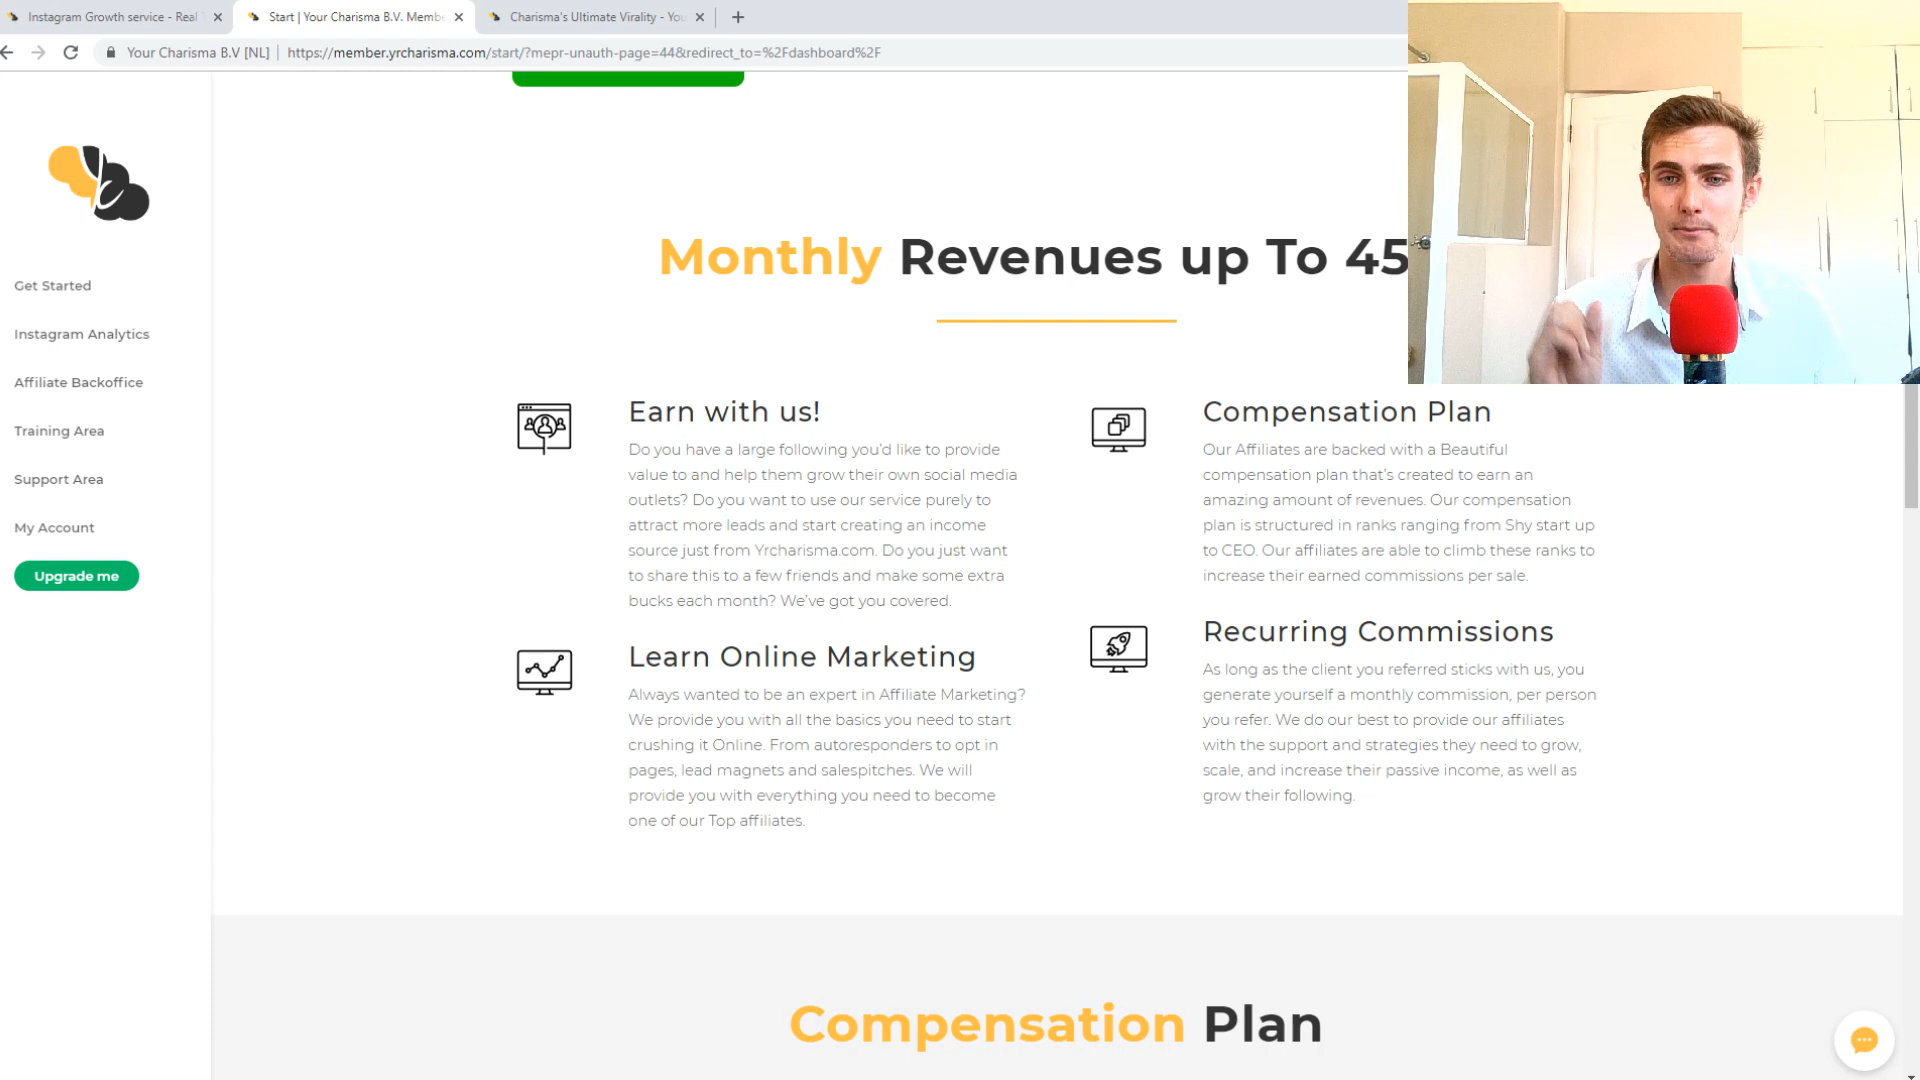 Instagram Growth service - Real
Start | Your Charisma B.V. Membe
Charisma's Ultimate Virality - You
Your Charisma B.V [NL]
https://member.yrcharisma.com/start/?mepr-unauth-page=44&redirect_to=%2Fdashboard%2F
Get Started
Instagram Analytics
Affiliate Backoffice
Training Area
Support Area
My Account
Upgrade me
Monthly Revenues up To 45
Earn with us!
Do you have a large following you'd like to provide
value to and help them grow their own social media
outlets? Do you want to use our service purely to
attract more leads and start creating an income
source just from Yrcharisma.com. Do you just want
to share this to a few friends and make some extra
bucks each month? We've got you covered.
Learn Online Marketing
Always wanted to be an expert in Affiliate Marketing?
We provide you with all the basics you need to start
crushing it Online. From autoresponders to opt in
pages, lead magnets and salespitches. We will
provide you with everything you need to become
one of our Top affiliates.
Compensation Plan
Our Affiliates are backed with a Beautiful
compensation plan that's created to earn an
amazing amount of revenues. Our compensation
plan is structured in ranks ranging from Shy start up
to CEO. Our affiliates are able to climb these ranks to
increase their earned commissions per sale.
Recurring Commissions
As long as the client you referred sticks with us, you
generate yourself a monthly commission, per person
you refer. We do our best to provide our affiliates
with the support and strategies they need to grow,
scale, and increase their passive income, as well as
grow their following.
Compensation Plan